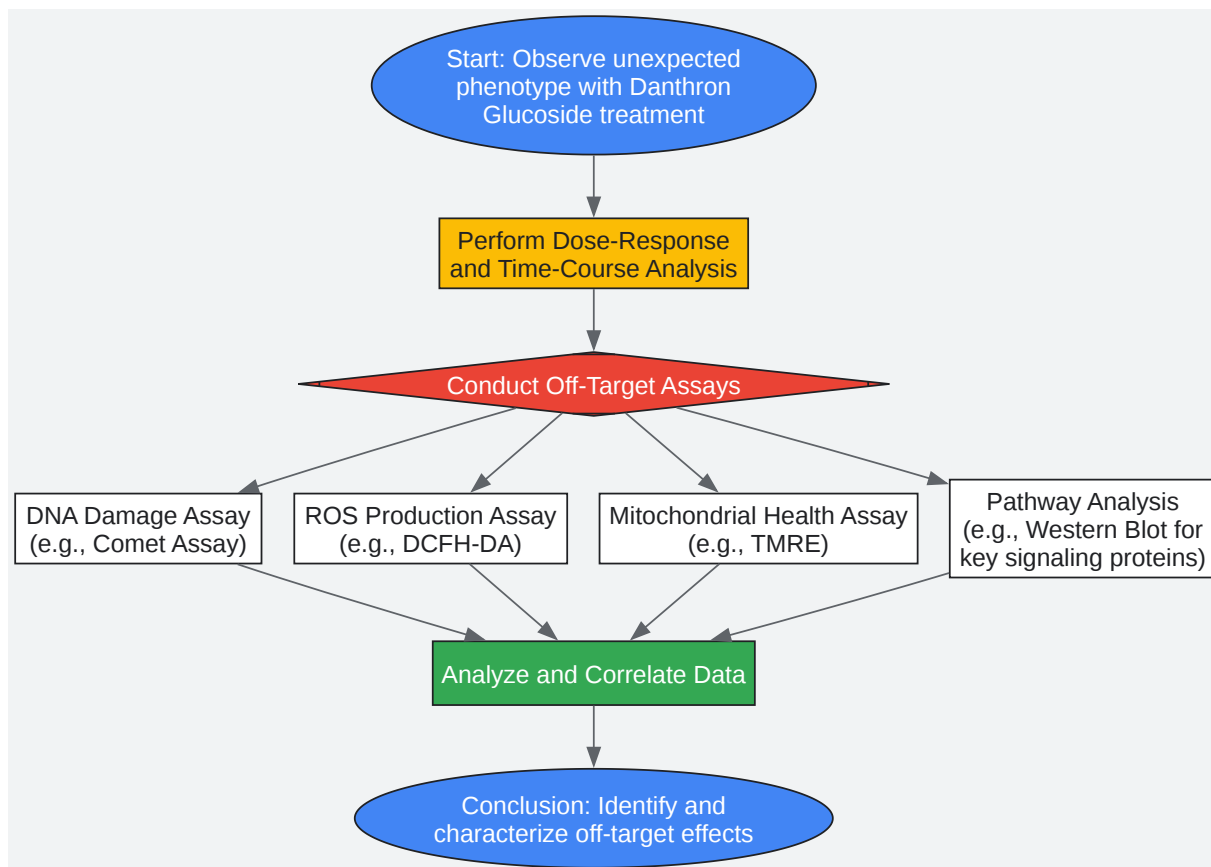 Start: Observe unexpected
phenotype with Danthron
Glucoside treatment
Perform Dose-Response
and Time-Course Analysis
Conduct Off-Target Assays
DNA Damage Assay
(e.g., Comet Assay)
ROS Production Assay
(e.g., DCFH-DA)
Mitochondrial Health Assay
(e.g., TMRE)
Pathway Analysis
(e.g., Western Blot for
key signaling proteins)
Analyze and Correlate Data
Conclusion: Identify and
characterize off-target effects